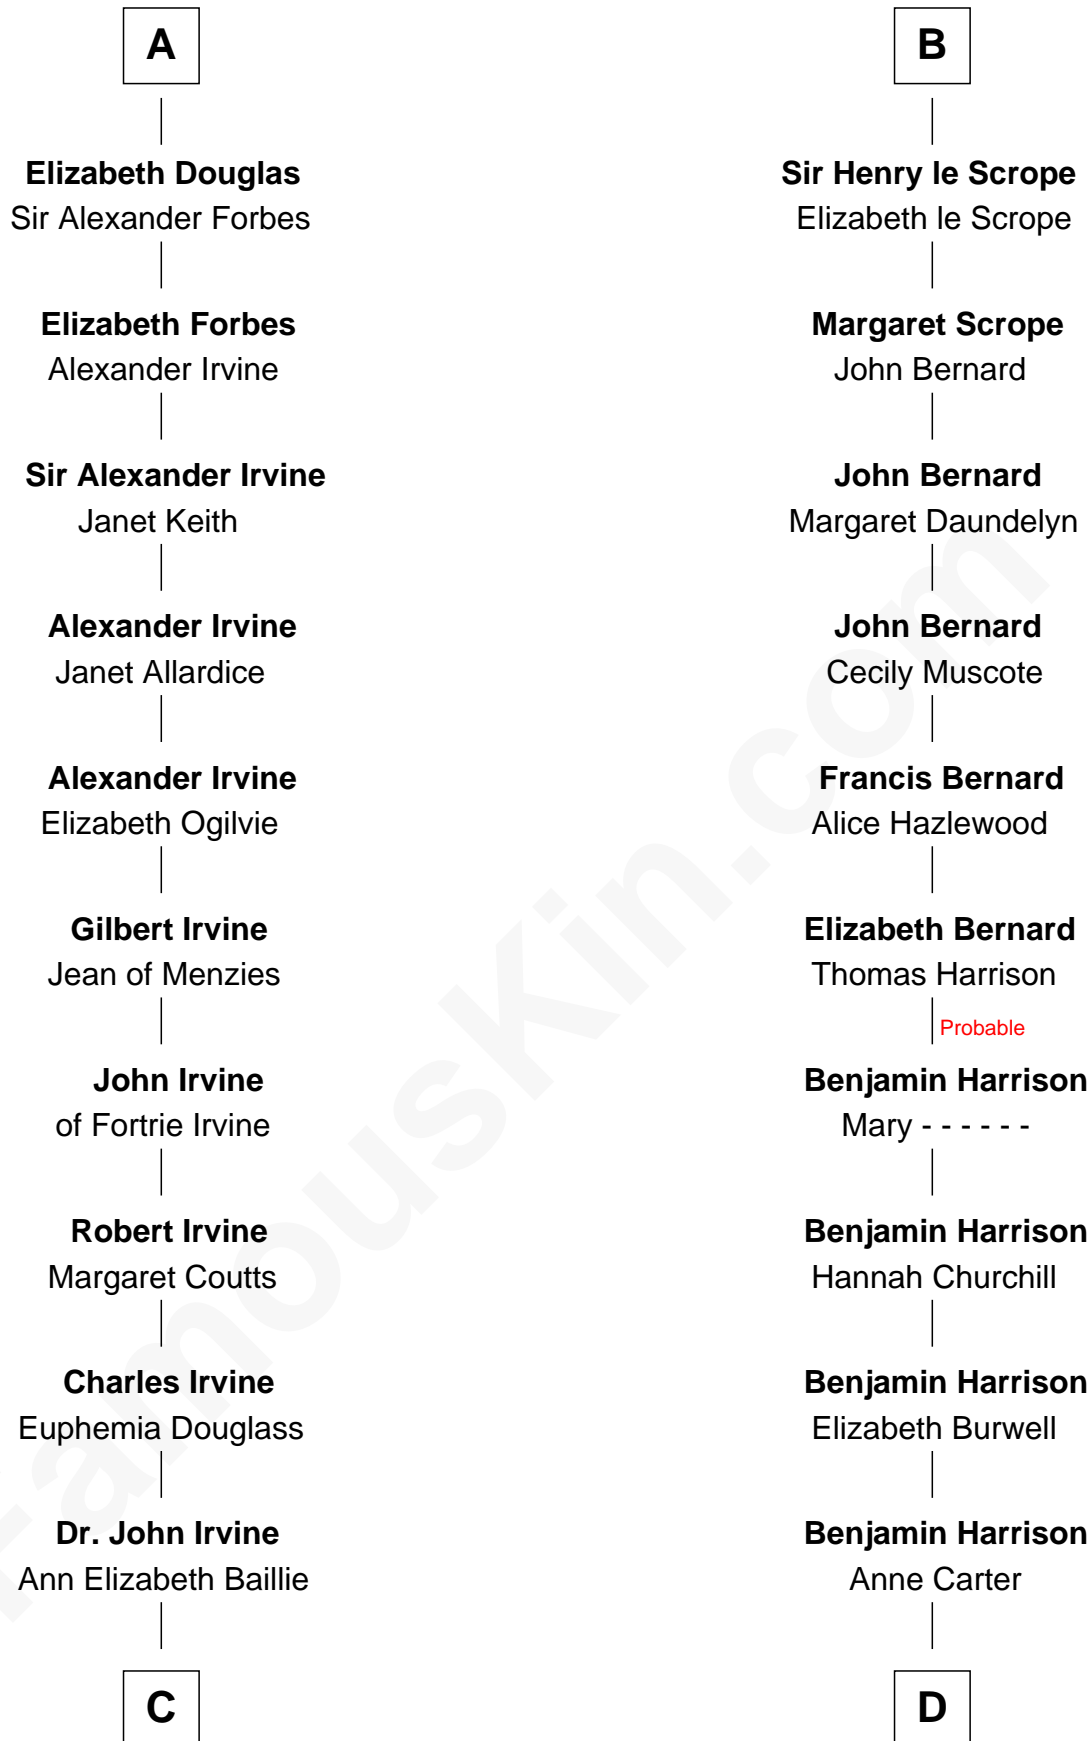 A
Elizabeth Douglas
Sir Alexander Forbes
Elizabeth Forbes
Alexander Irvine
Sir Alexander Irvine
Janet Keith
Alexander Irvine
Janet Allardice
Alexander Irvine
Elizabeth Ogilvie
Gilbert Irvine
Jean of Menzies
John Irvine
of Fortrie Irvine
Robert Irvine
Margaret Coutts
Charles Irvine
Euphemia Douglass
Dr. John Irvine
Ann Elizabeth Baillie
C
B
Sir Henry le Scrope
Elizabeth le Scrope
Margaret Scrope
John Bernard
John Bernard
Margaret Daundelyn
John Bernard
Cecily Muscote
Francis Bernard
Alice Hazlewood
Elizabeth Bernard
Thomas Harrison
Probable
Benjamin Harrison
Mary - - - - - -
Benjamin Harrison
Hannah Churchill
Benjamin Harrison
Elizabeth Burwell
Benjamin Harrison
Anne Carter
D
FamousKin.com